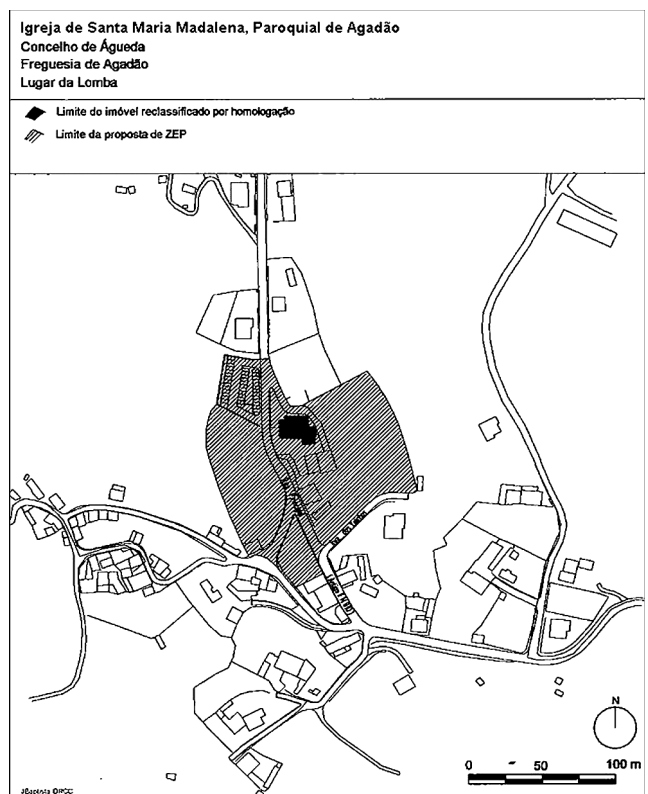 Igreja de Santa Maria Madalena, Paroquial de Agadão
Concelho de Águeda
Freguesia de Agadão
Lugar da Lomba
Limite do imóvel reclassificado por homologação
Limite da proposta de ZEP
N
0 50 100 m